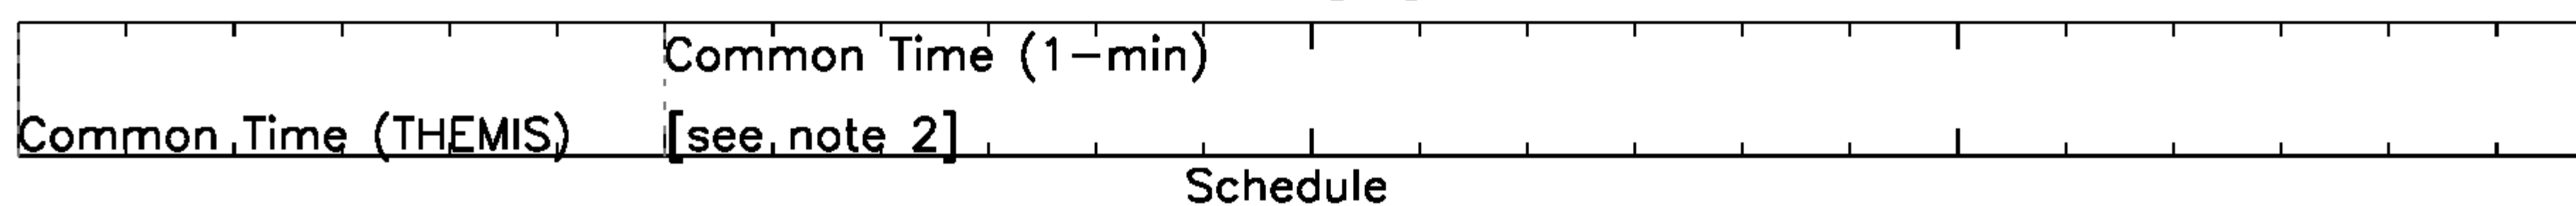 Common Time (1-min)
Common Time (THEMIS)
[see note 2]
Schedule